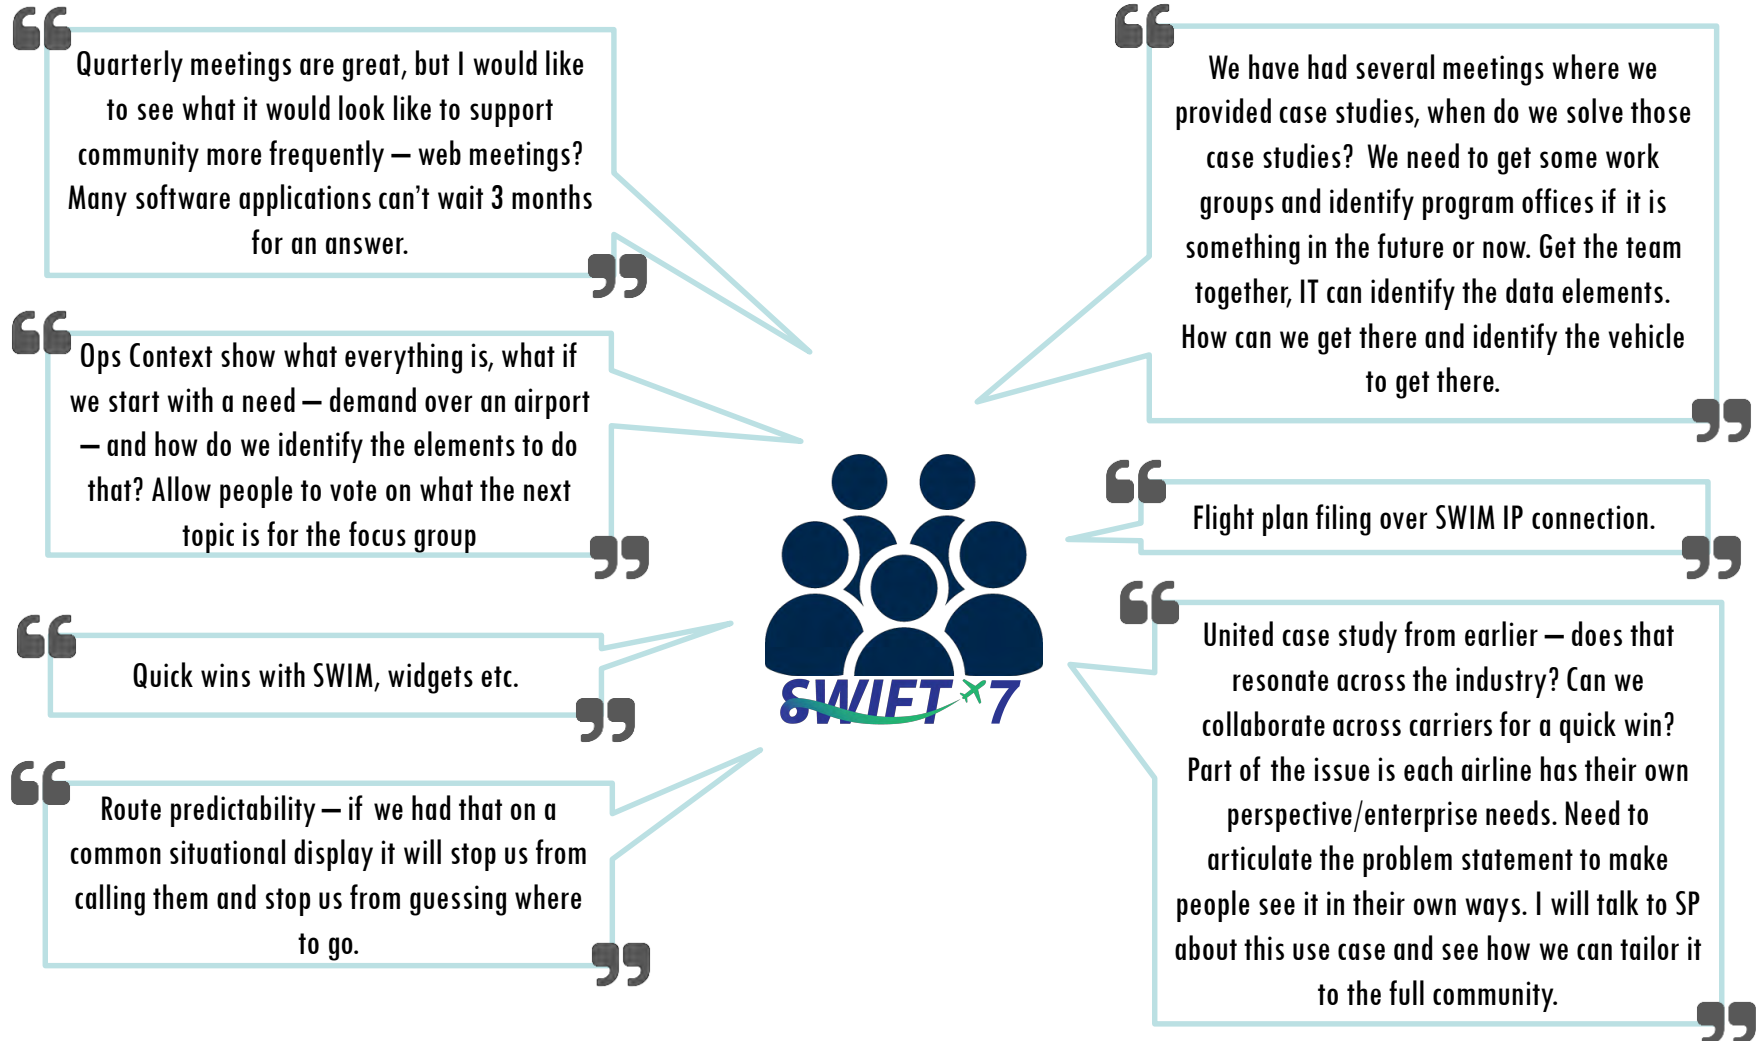 Quarterly meetings are great, but I would like
to see what it would look like to support
community more frequently – web meetings?
Many software applications can't wait 3 months
for an answer.
Ops Context show what everything is, what if
we start with a need – demand over an airport
– and how do we identify the elements to do
that? Allow people to vote on what the next
topic is for the focus group
Quick wins with SWIM, widgets etc.
Route predictability – if we had that on a
common situational display it will stop us from
calling them and stop us from guessing where
to go.
SWIFT 7
We have had several meetings where we
provided case studies, when do we solve those
case studies? We need to get some work
groups and identify program offices if it is
something in the future or now. Get the team
together, IT can identify the data elements.
How can we get there and identify the vehicle
to get there.
Flight plan filing over SWIM IP connection.
United case study from earlier – does that
resonate across the industry? Can we
collaborate across carriers for a quick win?
Part of the issue is each airline has their own
perspective/enterprise needs. Need to
articulate the problem statement to make
people see it in their own ways. I will talk to SP
about this use case and see how we can tailor it
to the full community.